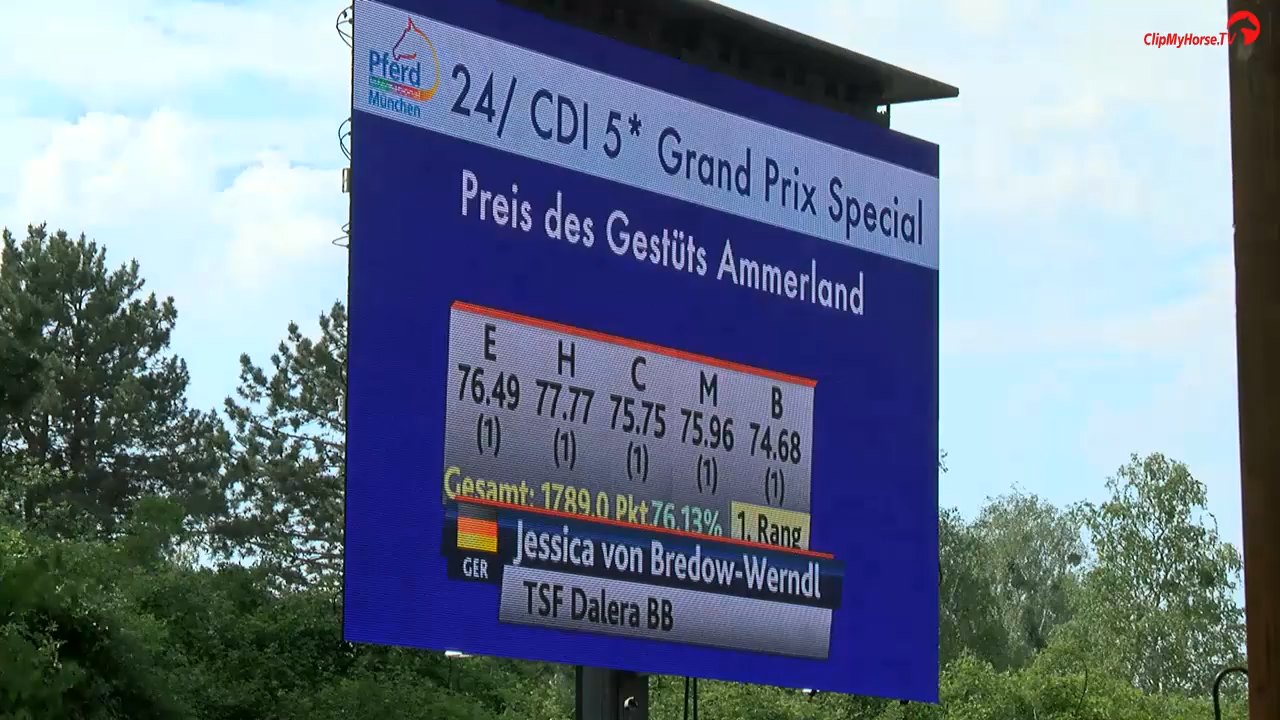 ClipMyHorse.TV
Pferd
International
München
24/ CDI 5* Grand Prix Special
Preis des Gestüts Ammerland
E H C M B
76.49 77.77 75.75 75.96 74.68
(1) (1) (1) (1) (1)
Gesamt: 1789.0 Pkt 76.13% 1. Rang
GER Jessica von Bredow-Werndl
TSF Dalera BB